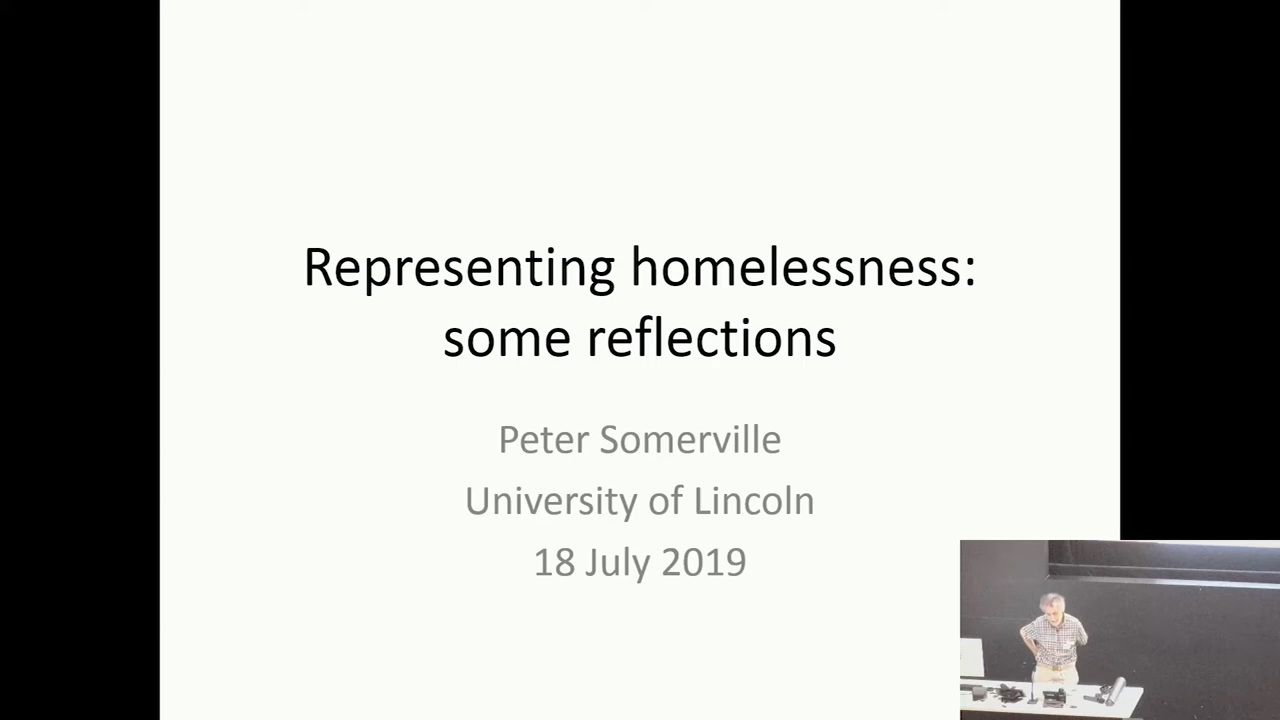 Representing homelessness:
some reflections
Peter Somerville
University of Lincoln
18 July 2019